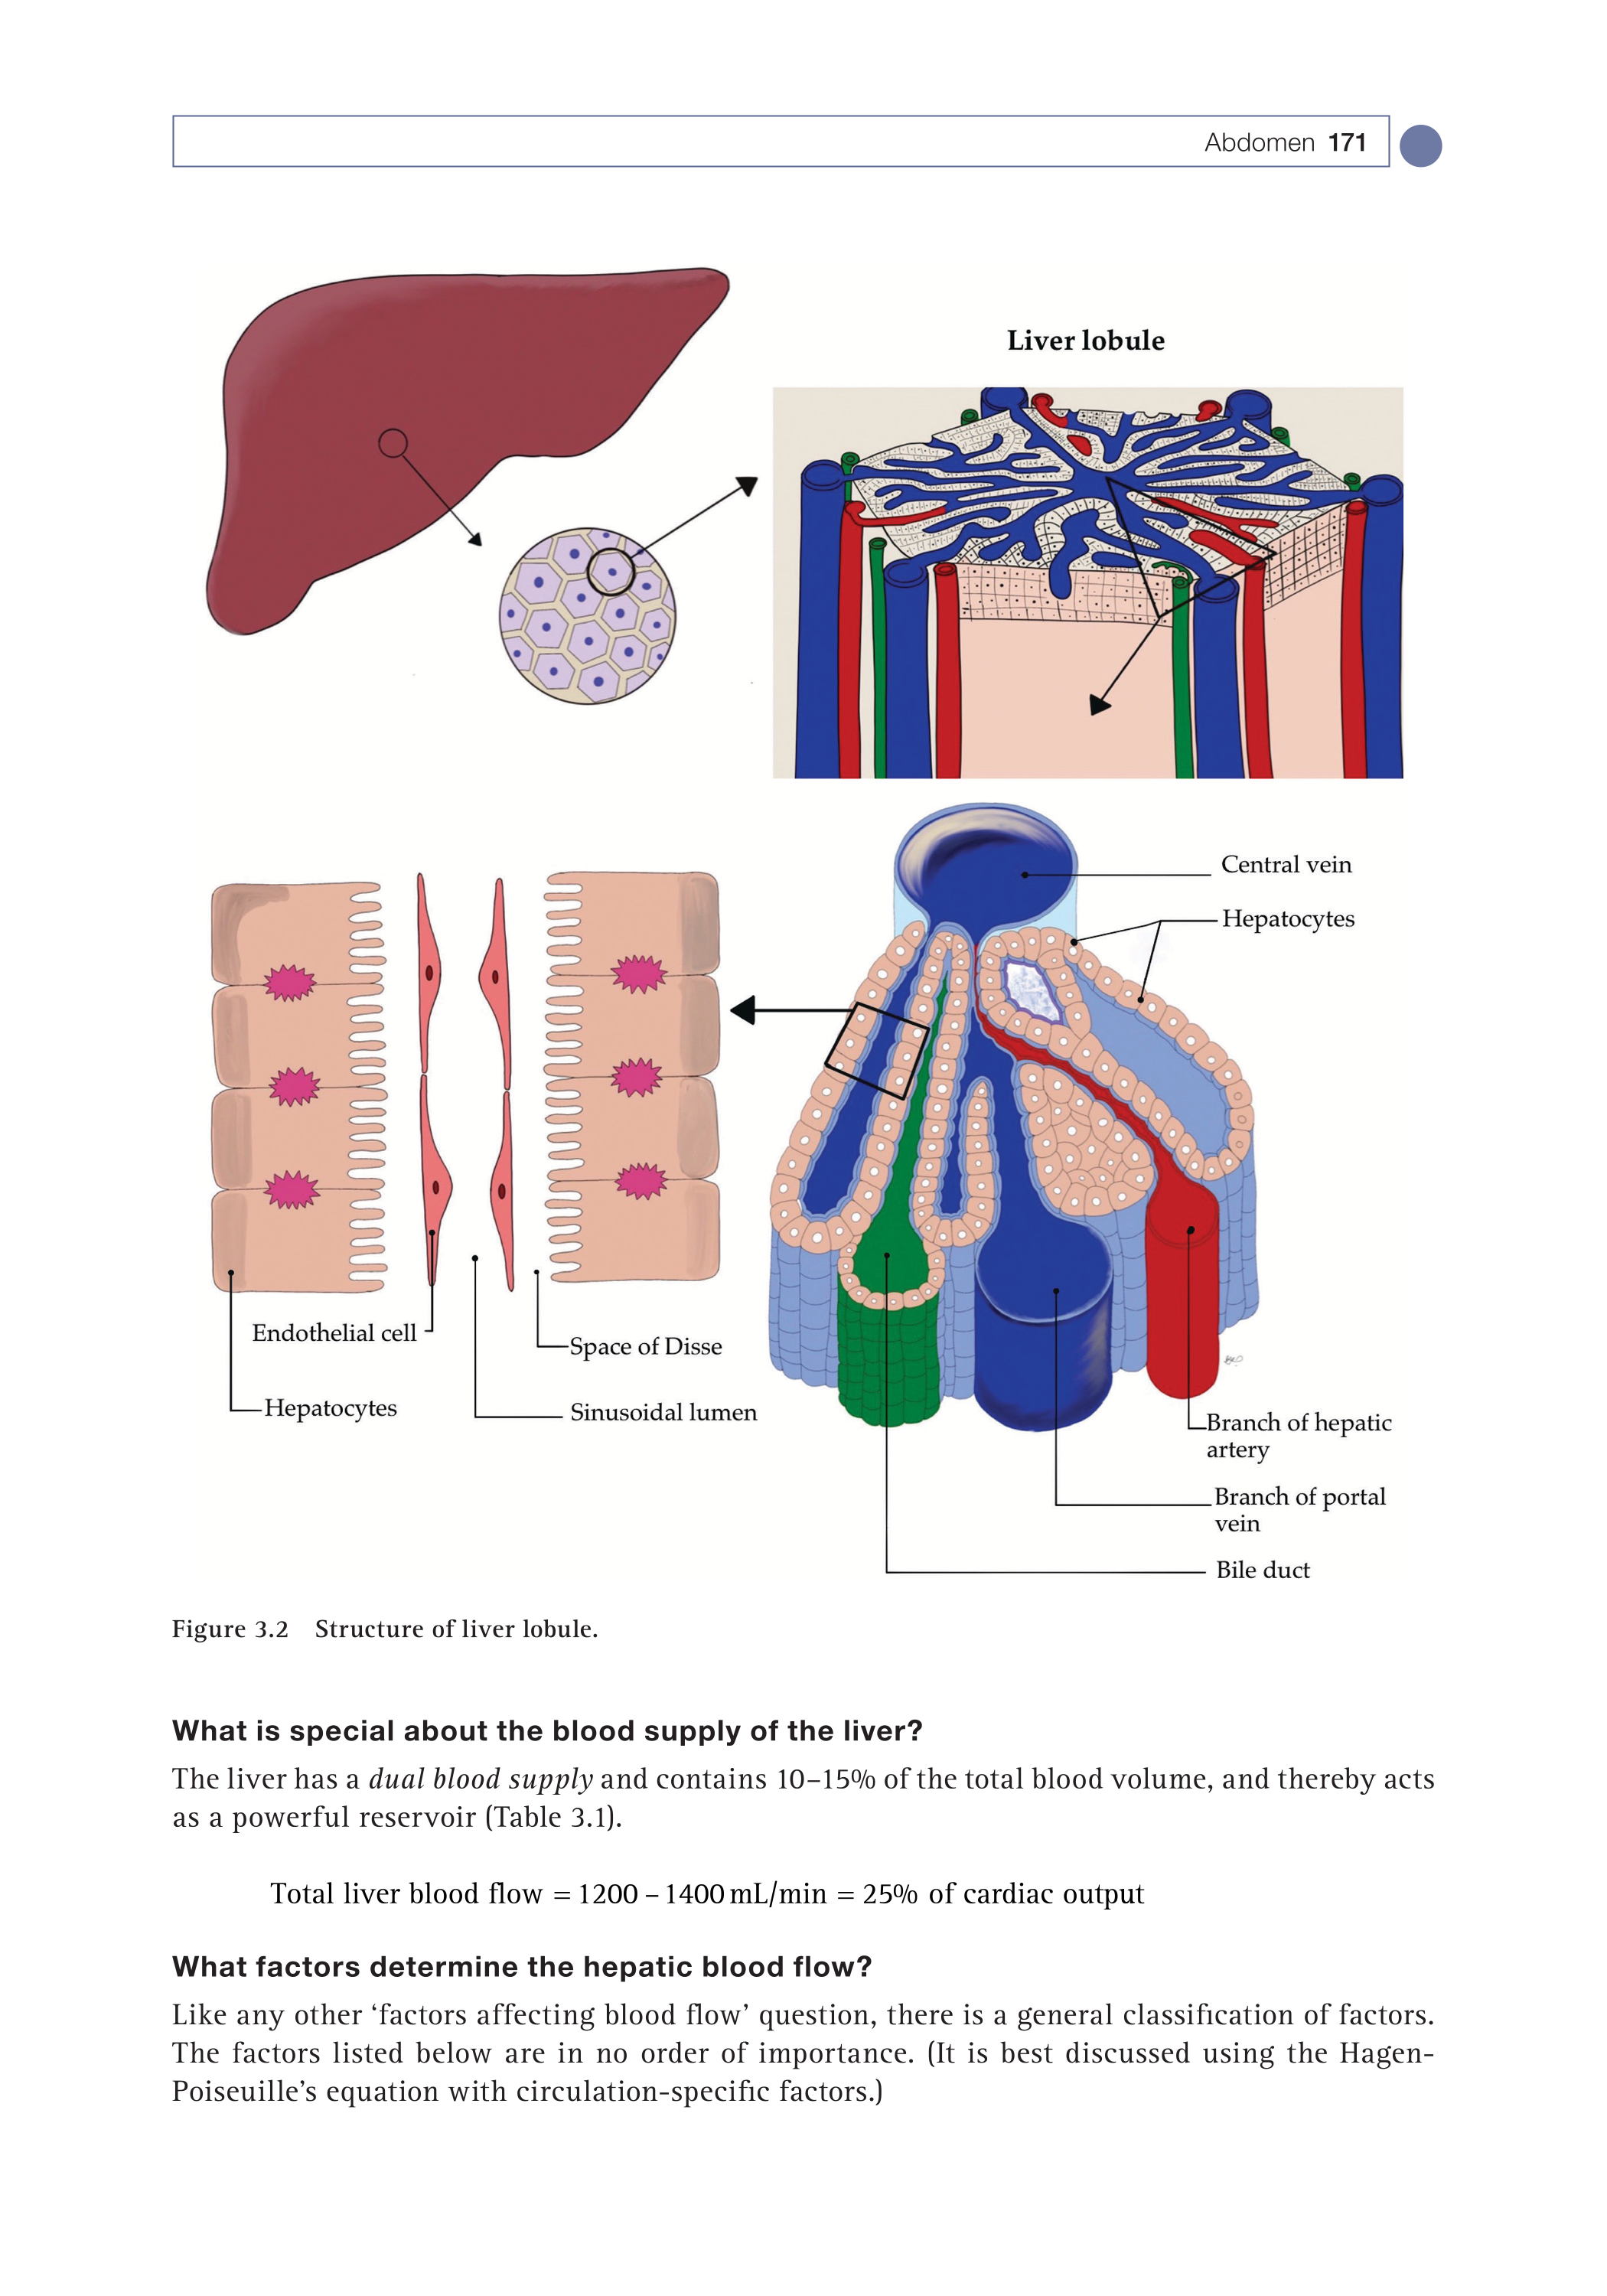 Abdomen 171
Liver lobule
Central vein
Hepatocytes
Endothelial cell
Space of Disse
Hepatocytes
Sinusoidal lumen
Branch of hepatic
artery
Branch of portal
vein
Bile duct
Figure 3.2 Structure of liver lobule.
What is special about the blood supply of the liver?
The liver has a dual blood supply and contains 10–15% of the total blood volume, and thereby acts
as a powerful reservoir (Table 3.1).
Total liver blood flow = 1200 – 1400 mL/min = 25% of cardiac output
What factors determine the hepatic blood flow?
Like any other ‘factors affecting blood flow’ question, there is a general classification of factors.
The factors listed below are in no order of importance. (It is best discussed using the Hagen-
Poiseuille’s equation with circulation-specific factors.)